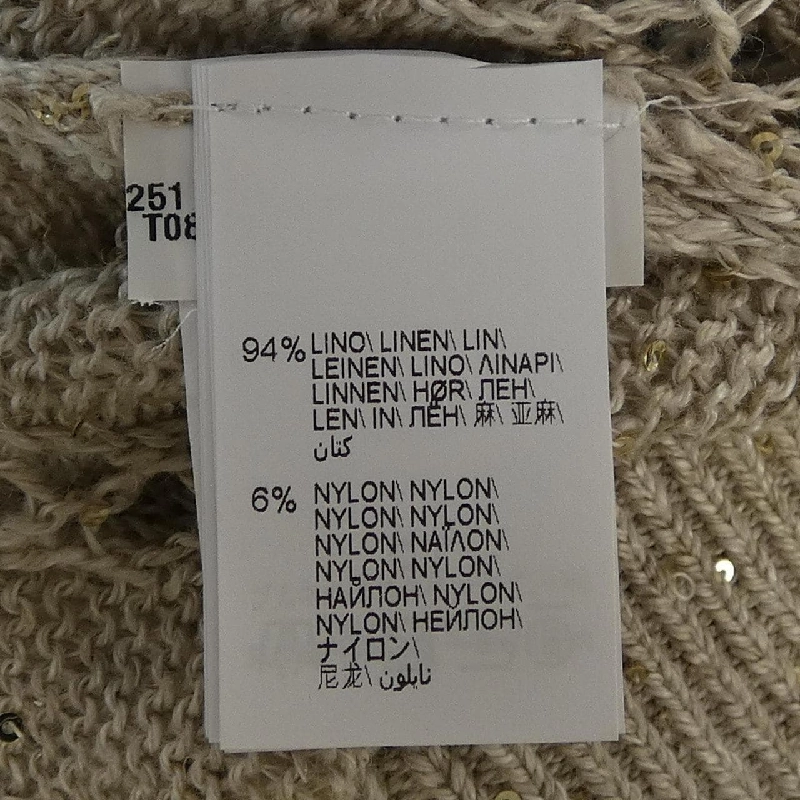 251
T08
94% LINO\ LINEN\ LIN\
LEINEN\ LINO\ ΛΙΝΑΡΙ\
LINNEN\ HØR\ ЛЕН\
LEN\ IN\ ЛЕН\ 麻\ 亚麻\
كتان
6% NYLON\ NYLON\
NYLON\ NYLON\
NYLON\ ΝΑΪΛΟΝ\
NYLON\ NYLON\
НАЙЛОН\ NYLON\
NYLON\ НЕЙЛОН\
ナイロン\
尼龙\ نايلون